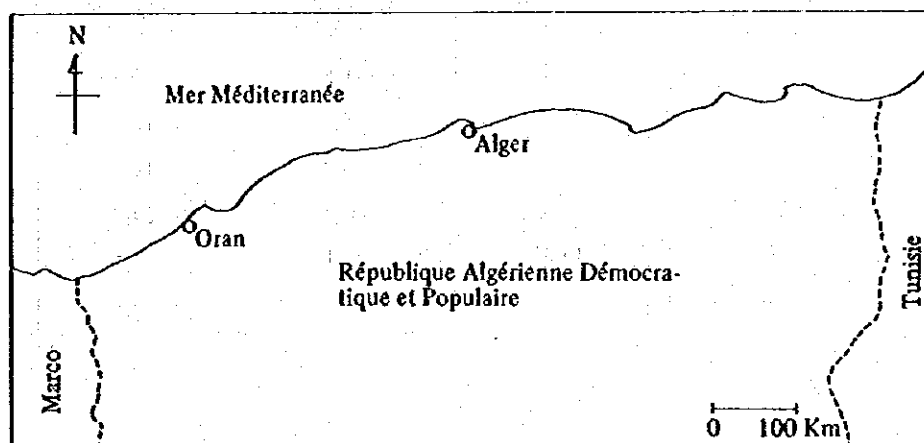 N
Mer Méditerranée
Alger
Oran
République Algérienne Démocra-
tique et Populaire
Tunisie
Marco
0 100 Km